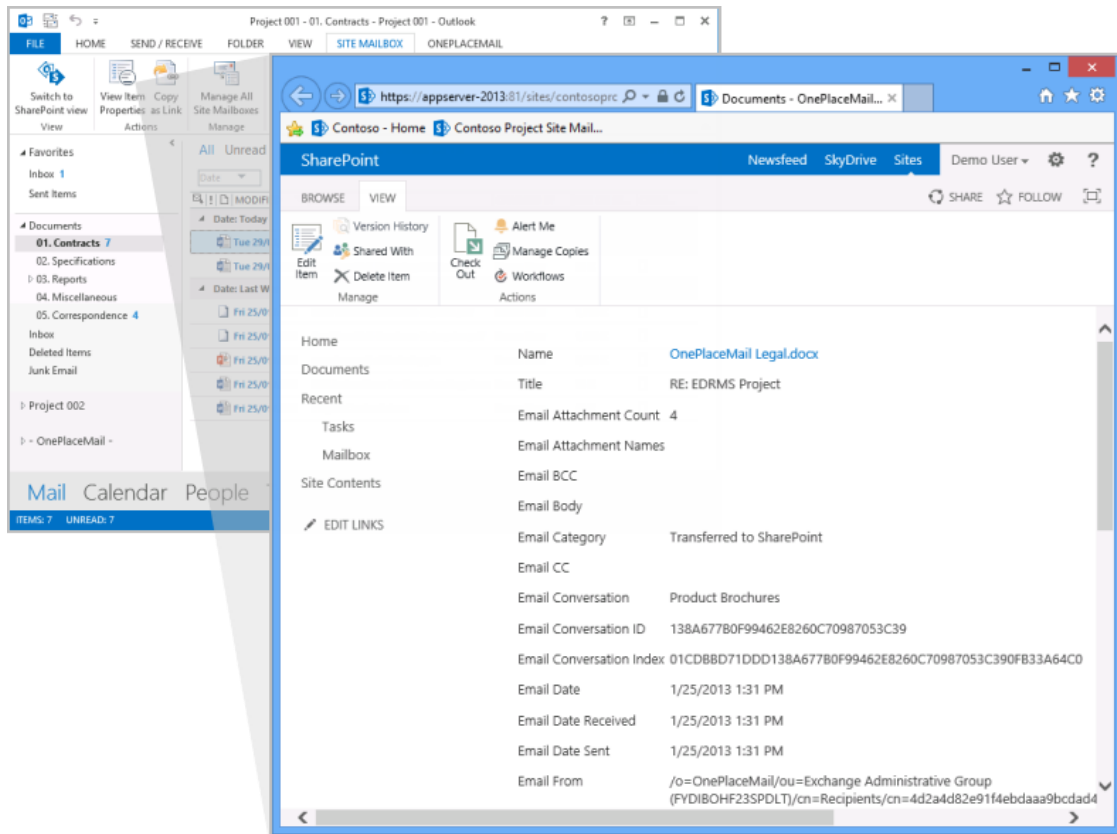 Project 001 - 01. Contracts - Project 001 - Outlook
FILE HOME SEND / RECEIVE FOLDER VIEW SITE MAILBOX ONEPLACEMAIL
Switch to
SharePoint view
View Item
Properties
Copy
as Link
Manage All
Site Mailboxes
View Actions Manage
Favorites
Inbox 1
Sent Items
Documents
01. Contracts 7
02. Specifications
03. Reports
04. Miscellaneous
05. Correspondence 4
Inbox
Deleted Items
Junk Email
Project 002
- OnePlaceMail -
All Unread
Date
Date: Today
Tue 29/
Tue 29/
Date: Last W
Fri 25/0
Fri 25/0
Fri 25/0
Fri 25/0
Fri 25/0
Mail Calendar People
ITEMS: 7 UNREAD: 7
https://appserver-2013:81/sites/contosoprc
Documents - OnePlaceMail...
Contoso - Home
Contoso Project Site Mail...
SharePoint
Newsfeed SkyDrive Sites Demo User ?
BROWSE VIEW
SHARE FOLLOW
Edit
Item
Version History
Shared With
Delete Item
Manage
Check
Out
Alert Me
Manage Copies
Workflows
Actions
Home
Documents
Recent
Tasks
Mailbox
Site Contents
EDIT LINKS
Name OnePlaceMail Legal.docx
Title RE: EDRMS Project
Email Attachment Count 4
Email Attachment Names
Email BCC
Email Body
Email Category Transferred to SharePoint
Email CC
Email Conversation Product Brochures
Email Conversation ID 138A677B0F99462E8260C70987053C39
Email Conversation Index 01CDBBD71DDD138A677B0F99462E8260C70987053C390FB33A64C0
Email Date 1/25/2013 1:31 PM
Email Date Received 1/25/2013 1:31 PM
Email Date Sent 1/25/2013 1:31 PM
Email From /o=OnePlaceMail/ou=Exchange Administrative Group
(FYDIBOHF23SPDLT)/cn=Recipients/cn=4d2a4d82e91f4ebdaaa9bcdad4